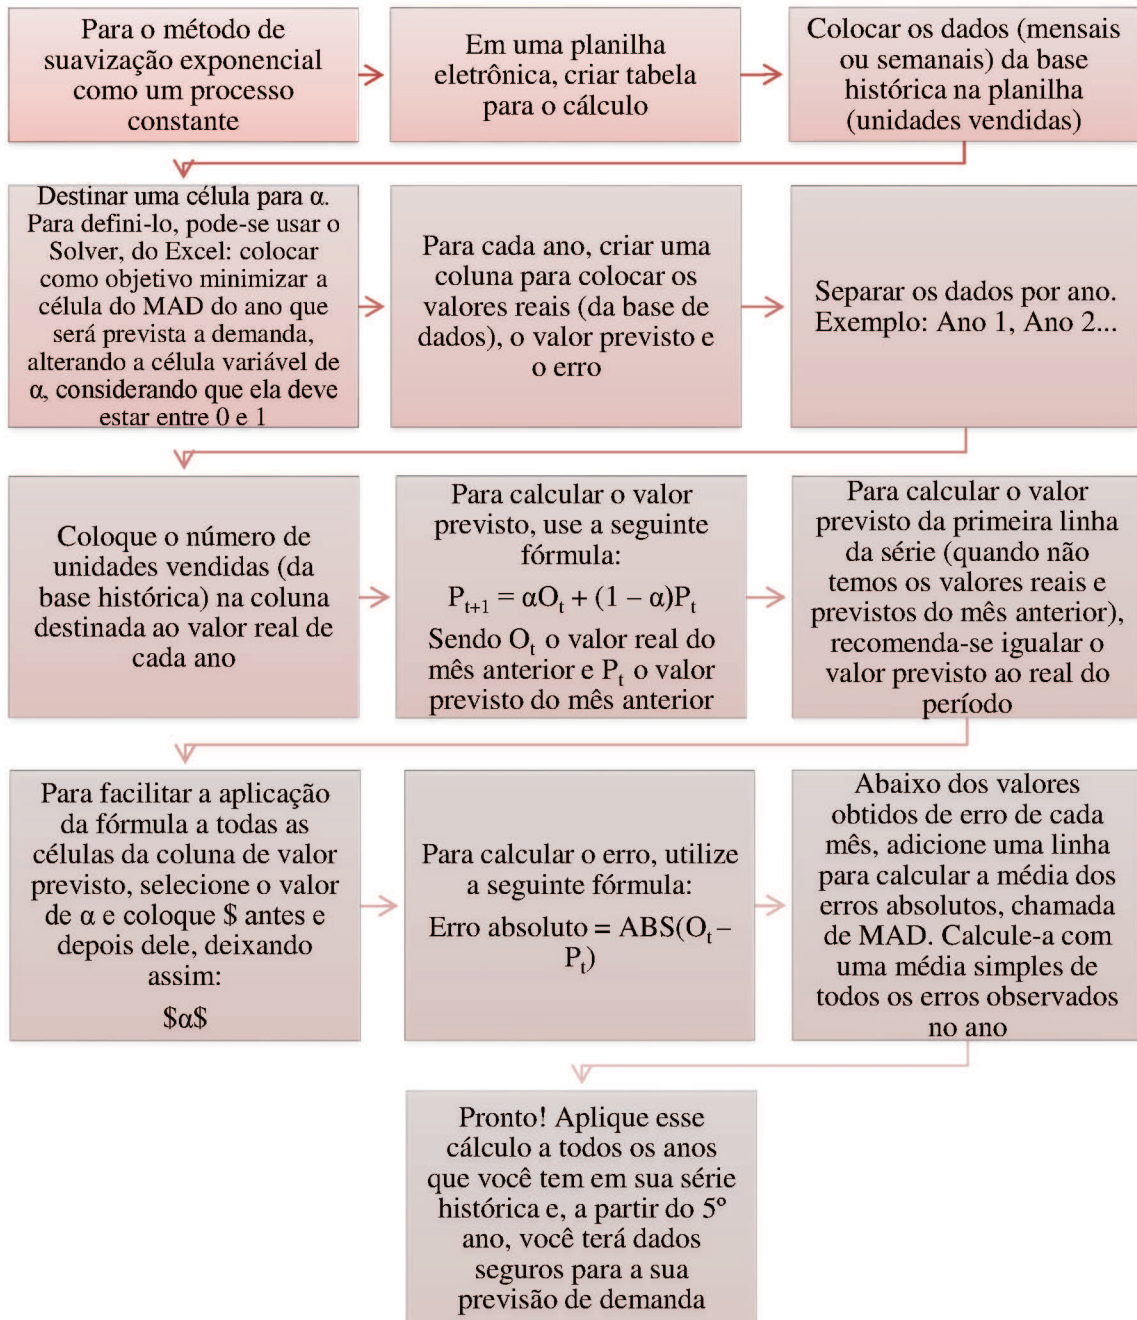 Para o método de
suavização exponencial
como um processo
constante
Em uma planilha
eletrônica, criar tabela
para o cálculo
Colocar os dados (mensais
ou semanais) da base
histórica na planilha
(unidades vendidas)
Destinar uma célula para α.
Para defini-lo, pode-se usar o
Solver, do Excel: colocar
como objetivo minimizar a
célula do MAD do ano que
será prevista a demanda,
alterando a célula variável de
α, considerando que ela deve
estar entre 0 e 1
Para cada ano, criar uma
coluna para colocar os
valores reais (da base de
dados), o valor previsto e
o erro
Separar os dados por ano.
Exemplo: Ano 1, Ano 2...
Coloque o número de
unidades vendidas (da
base histórica) na coluna
destinada ao valor real de
cada ano
Para calcular o valor
previsto, use a seguinte
fórmula:
Pₜ₊₁ = αOₜ + (1 – α)Pₜ
Sendo Oₜ o valor real do
mês anterior e Pₜ o valor
previsto do mês anterior
Para calcular o valor
previsto da primeira linha
da série (quando não
temos os valores reais e
previstos do mês anterior),
recomenda-se igualar o
valor previsto ao real do
período
Para facilitar a aplicação
da fórmula a todas as
células da coluna de valor
previsto, selecione o valor
de α e coloque $ antes e
depois dele, deixando
assim:
$α$
Para calcular o erro, utilize
a seguinte fórmula:
Erro absoluto = ABS(Oₜ –
Pₜ)
Abaixo dos valores
obtidos de erro de cada
mês, adicione uma linha
para calcular a média dos
erros absolutos, chamada
de MAD. Calcule-a com
uma média simples de
todos os erros observados
no ano
Pronto! Aplique esse
cálculo a todos os anos
que você tem em sua série
histórica e, a partir do 5º
ano, você terá dados
seguros para a sua
previsão de demanda